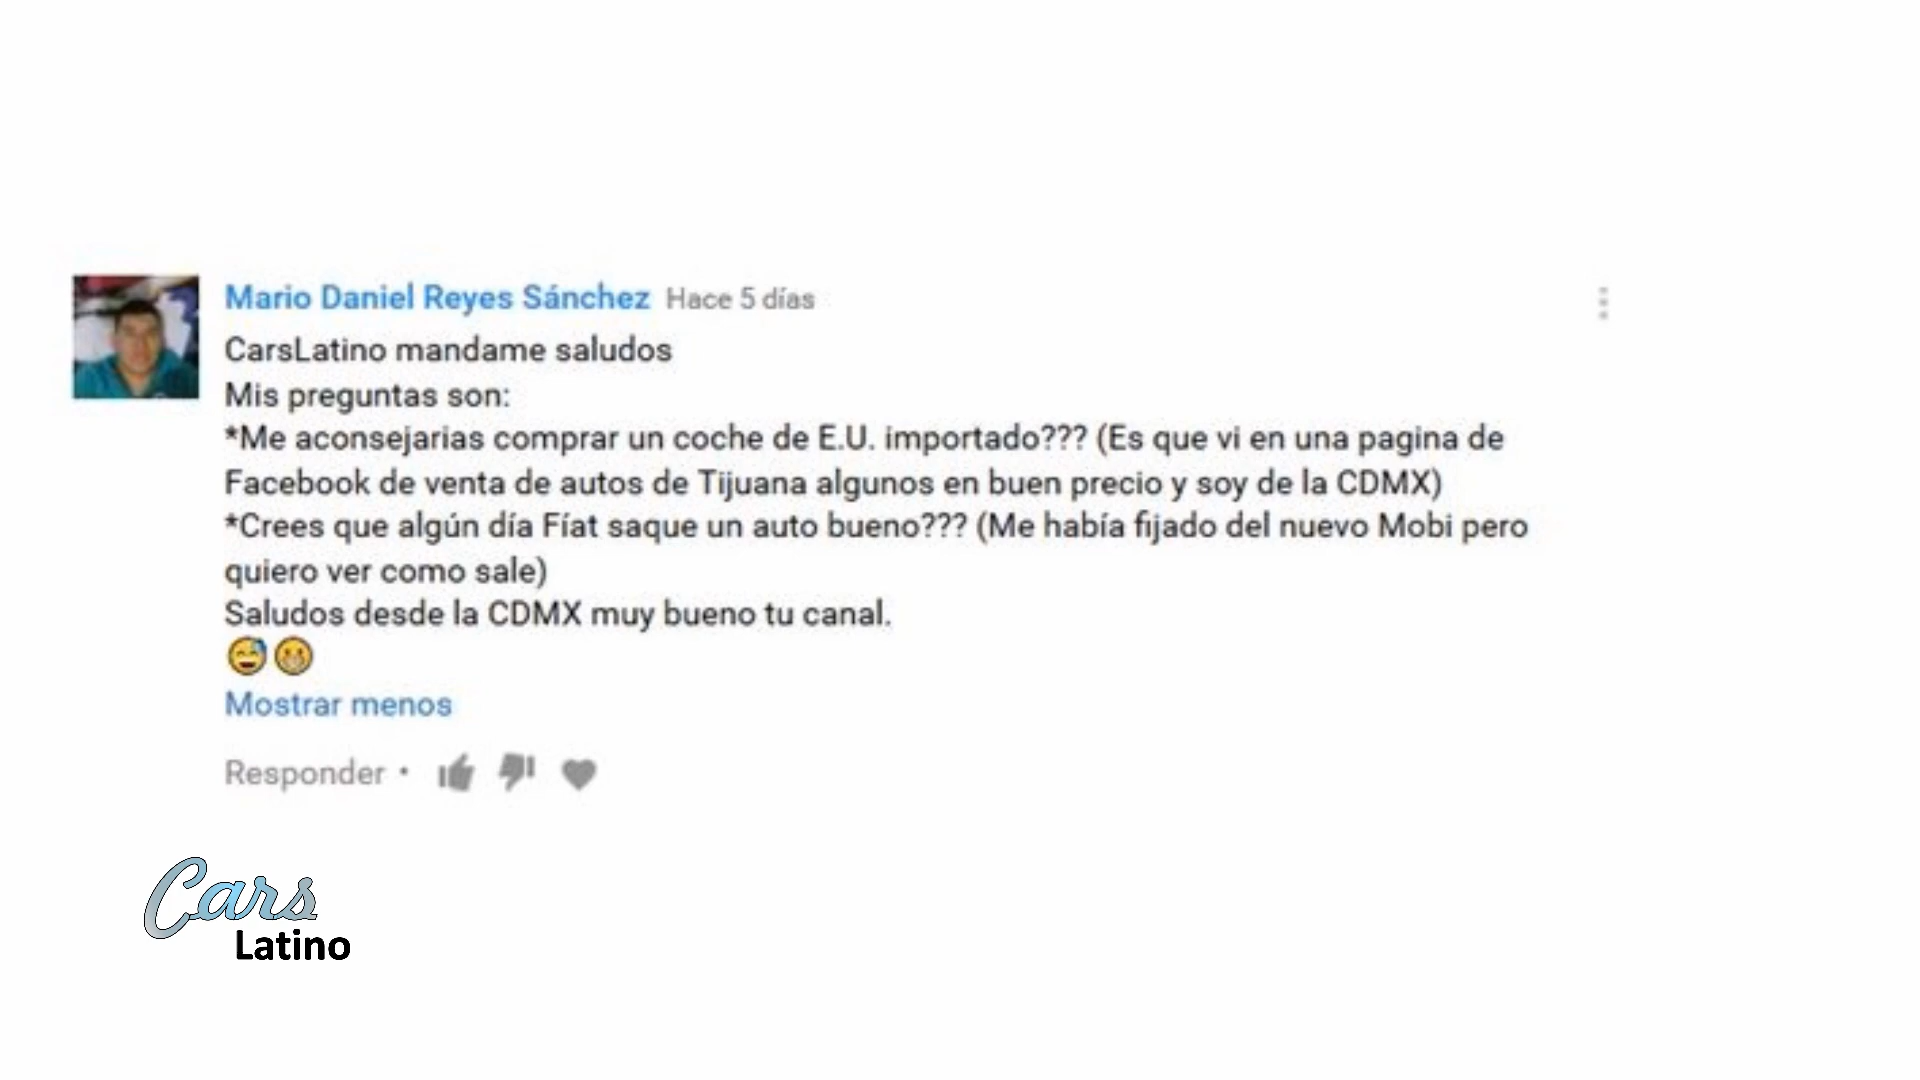 Mario Daniel Reyes Sánchez Hace 5 días
CarsLatino mandame saludos
Mis preguntas son:
*Me aconsejarias comprar un coche de E.U. importado??? (Es que vi en una pagina de
Facebook de venta de autos de Tijuana algunos en buen precio y soy de la CDMX)
*Crees que algún día Fíat saque un auto bueno??? (Me había fijado del nuevo Mobi pero
quiero ver como sale)
Saludos desde la CDMX muy bueno tu canal.
😅😁
Mostrar menos
Responder •
Cars
Latino